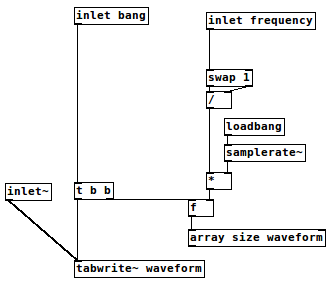 inlet bang
inlet frequency
swap 1
/
loadbang
samplerate~
*
inlet~
t b b
f
array size waveform
tabwrite~ waveform